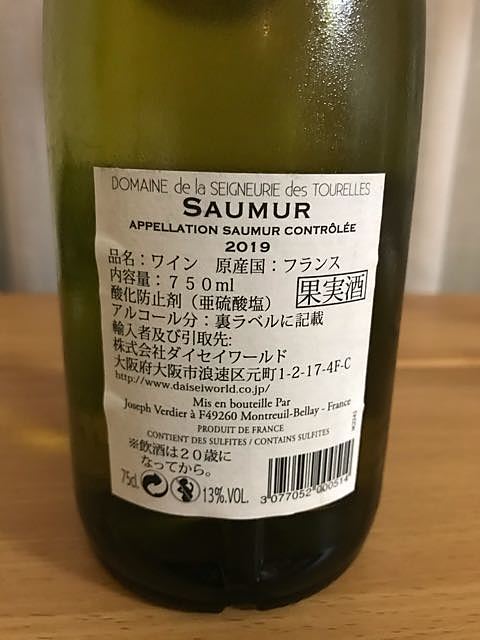 DOMAINE de la SEIGNEURIE des TOURELLES
SAUMUR
APPELLATION SAUMUR CONTRÔLÉE
2019
品名：ワイン　原産国：フランス
内容量：７５０ml
果実酒
酸化防止剤（亜硫酸塩）
アルコール分：裏ラベルに記載
輸入者及び引取先:
株式会社ダイセイワールド
大阪府大阪市浪速区元町1-2-17-4F-C
http://www.daiseiworld.co.jp/
Mis en bouteille Par
Joseph Verdier à F49260 Montreuil-Bellay - France
PRODUIT DE FRANCE
CONTIENT DES SULFITES / CONTAINS SULFITES
※飲酒は２０歳に
なってから。
75cl. 13%VOL.
3 077052 000514